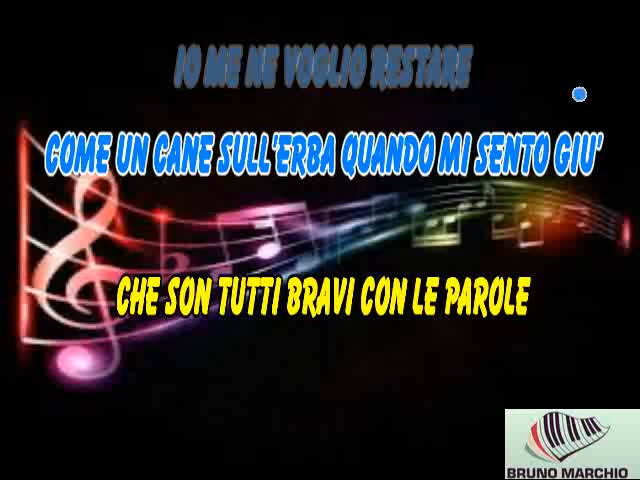 IO ME NE VOGLIO RESTARE
COME UN CANE SULL'ERBA QUANDO MI SENTO GIU'
CHE SON TUTTI BRAVI CON LE PAROLE
BRUNO MARCHIO